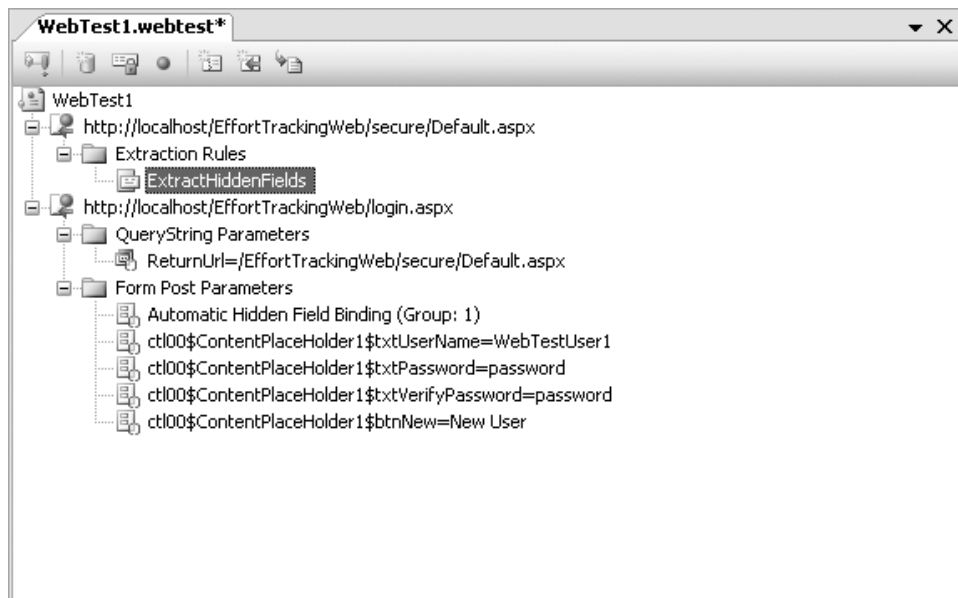 WebTest1.webtest*
WebTest1
http://localhost/EffortTrackingWeb/secure/Default.aspx
Extraction Rules
ExtractHiddenFields
http://localhost/EffortTrackingWeb/login.aspx
QueryString Parameters
ReturnUrl=/EffortTrackingWeb/secure/Default.aspx
Form Post Parameters
Automatic Hidden Field Binding (Group: 1)
ctl00$ContentPlaceHolder1$txtUserName=WebTestUser1
ctl00$ContentPlaceHolder1$txtPassword=password
ctl00$ContentPlaceHolder1$txtVerifyPassword=password
ctl00$ContentPlaceHolder1$btnNew=New User